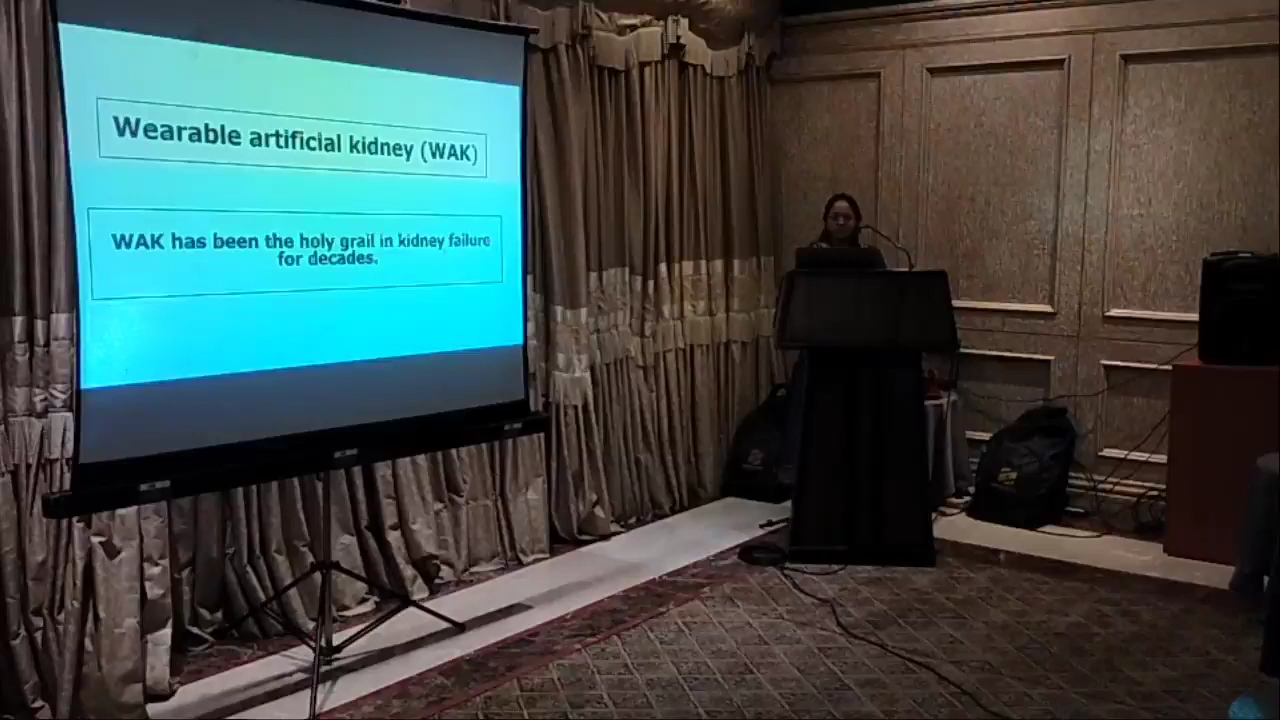 Wearable artificial kidney (WAK)
WAK has been the holy grail in kidney failure
for decades.